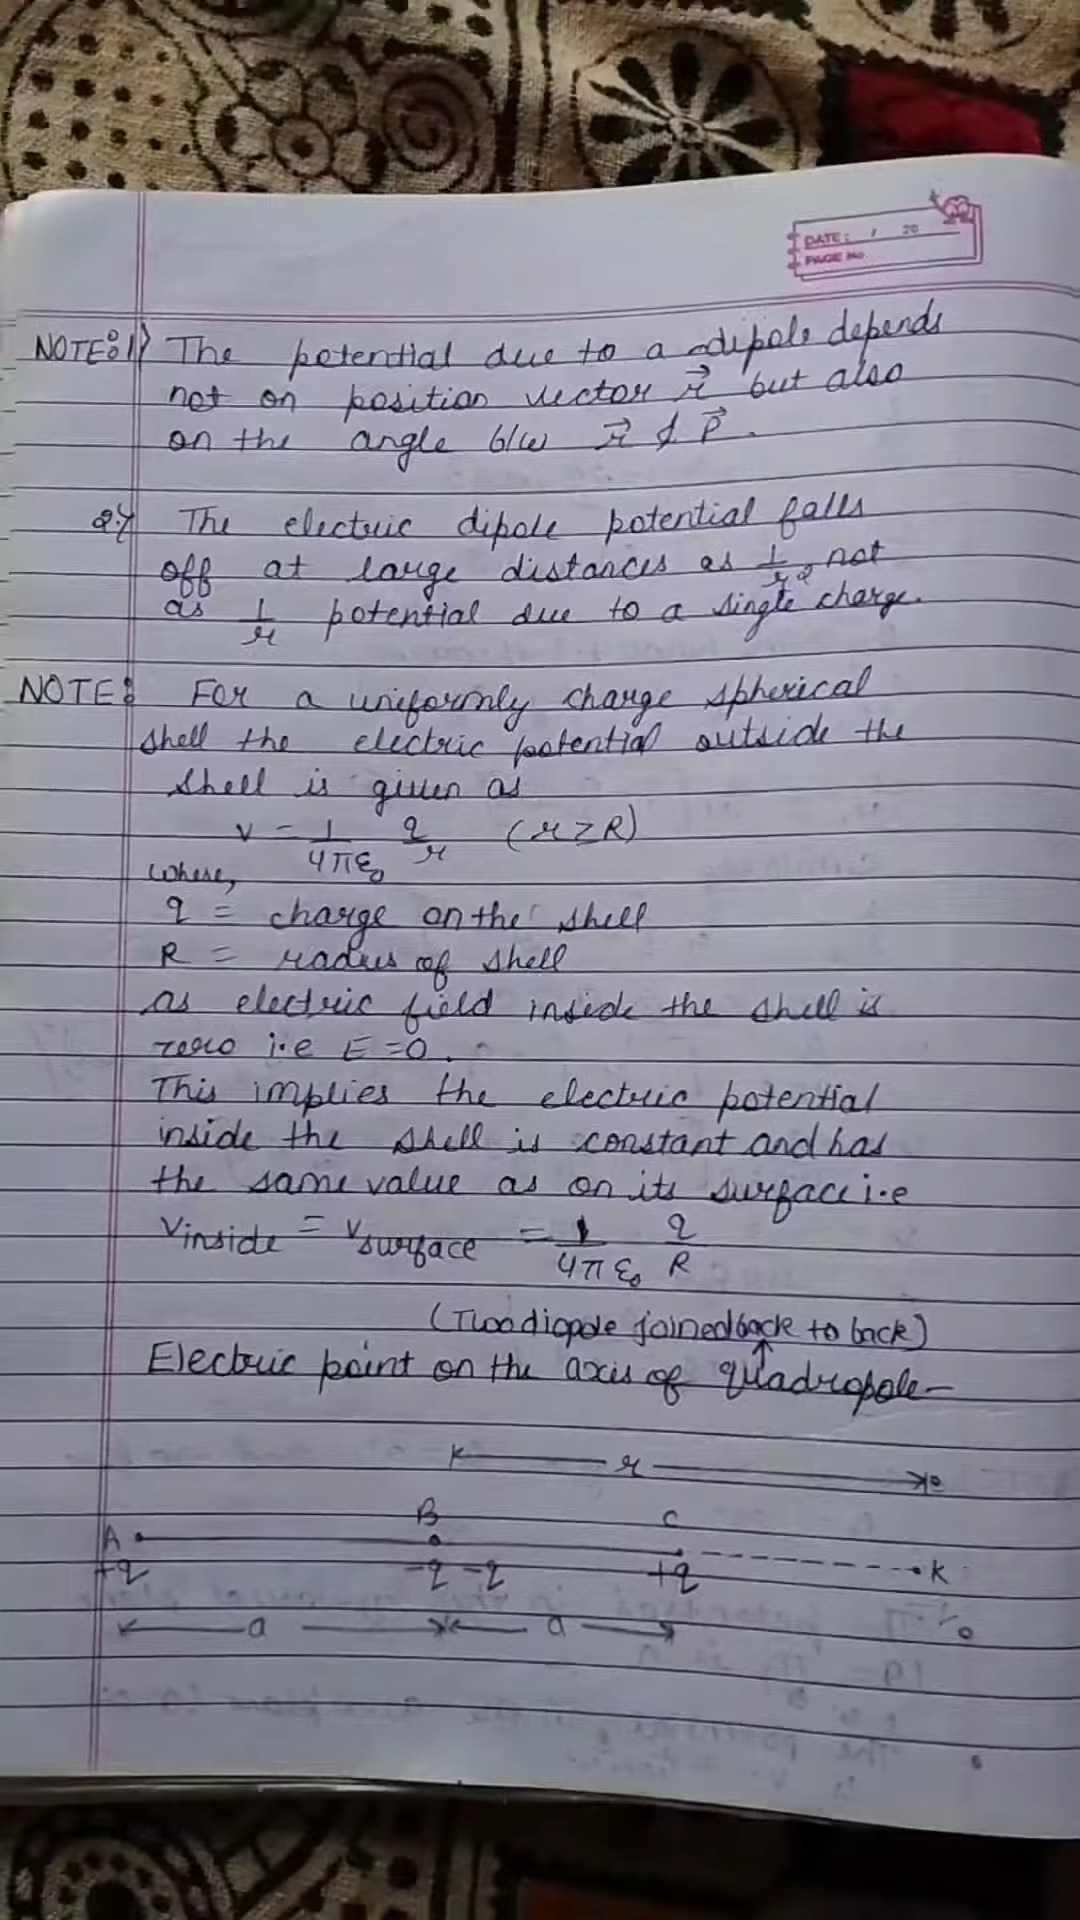 DATE: / 20
PAGE No.
NOTE:1) The potential due to a dipole depends
not on position vector r⃗ but also
on the angle b/w r⃗ & P⃗.
2) The electric dipole potential falls
off at large distances as 1/r², not
as 1/r potential due to a single charge.
NOTE: For a uniformly charge spherical
shell the electric potential outside the
shell is given as
V = 1/4πε₀ q/r (r ≥ R)
where,
q = charge on the shell
R = radius of shell
as electric field inside the shell is
zero i.e E = 0.
This implies the electric potential
inside the shell is constant and has
the same value as on its surface i.e
Vinside = Vsurface = 1/4πε₀ q/R
(Two diopole joined back to back)
Electric point on the axis of quadropole-
r
B C
A K
+q -q -q +q
a a